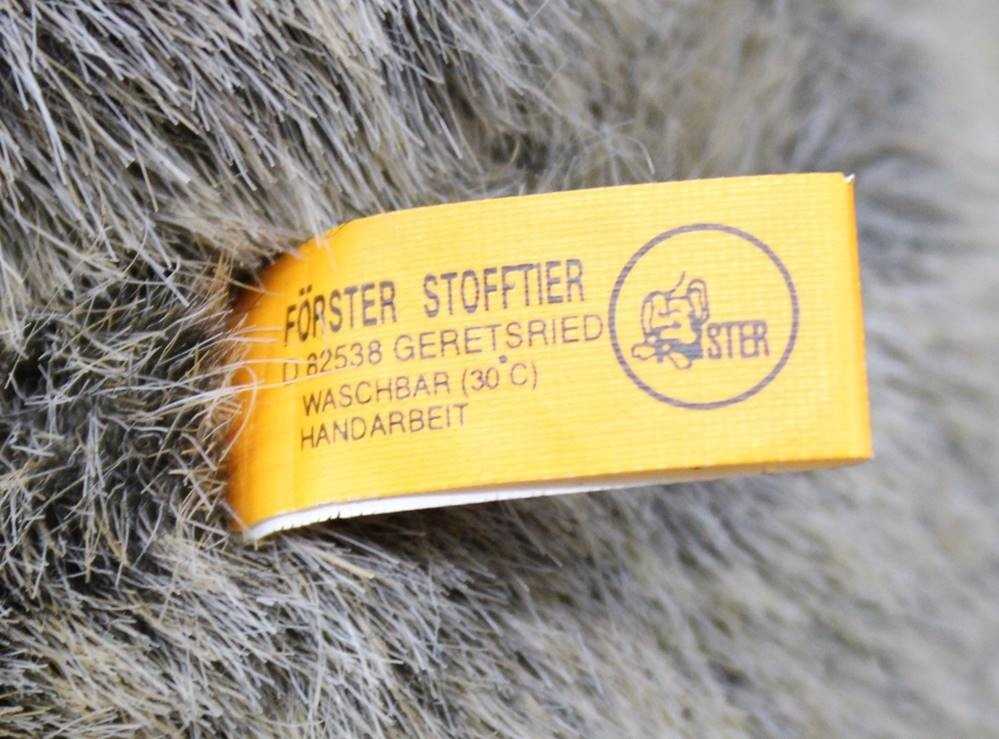 FÖRSTER STOFFTIER
D 82538 GERETSRIED
WASCHBAR (30°C)
HANDARBEIT
STER